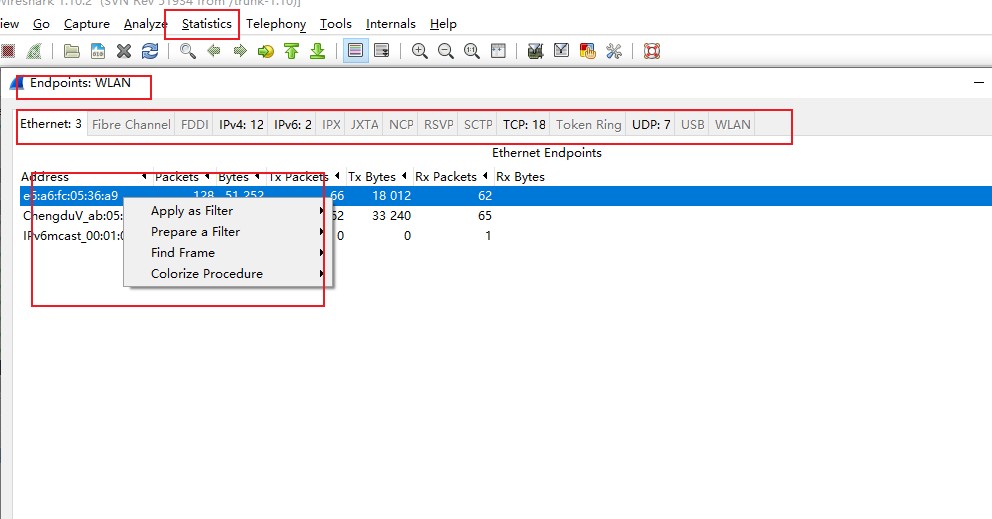 Wireshark 1.10.2 (SVN Rev 51934 from /trunk-1.10)]
iew Go Capture Analyze Statistics Telephony Tools Internals Help
Endpoints: WLAN
Ethernet: 3 Fibre Channel FDDI IPv4: 12 IPv6: 2 IPX JXTA NCP RSVP SCTP TCP: 18 Token Ring UDP: 7 USB WLAN
Ethernet Endpoints
Address Packets Bytes Tx Packets Tx Bytes Rx Packets Rx Bytes
e6:a6:fc:05:36:a9 128 51 252 66 18 012 62
ChengduV_ab:05: 62 33 240 65
IPv6mcast_00:01:0 0 0 1
Apply as Filter
Prepare a Filter
Find Frame
Colorize Procedure